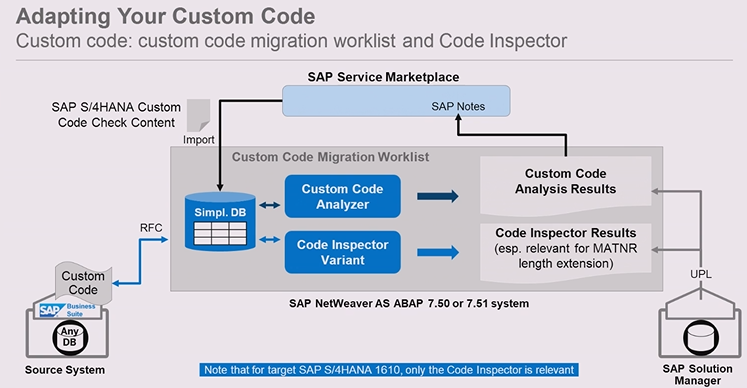 Adapting Your Custom Code
Custom code: custom code migration worklist and Code Inspector
SAP Service Marketplace
SAP Notes
SAP S/4HANA Custom
Code Check Content
Import
Custom Code Migration Worklist
Simpl. DB
Custom Code
Analyzer
Code Inspector
Variant
Custom Code
Analysis Results
Code Inspector Results
(esp. relevant for MATNR
length extension)
RFC
Custom
Code
SAP Business
Suite
Any
DB
Source System
SAP NetWeaver AS ABAP 7.50 or 7.51 system
UPL
SAP Solution
Manager
Note that for target SAP S/4HANA 1610, only the Code Inspector is relevant